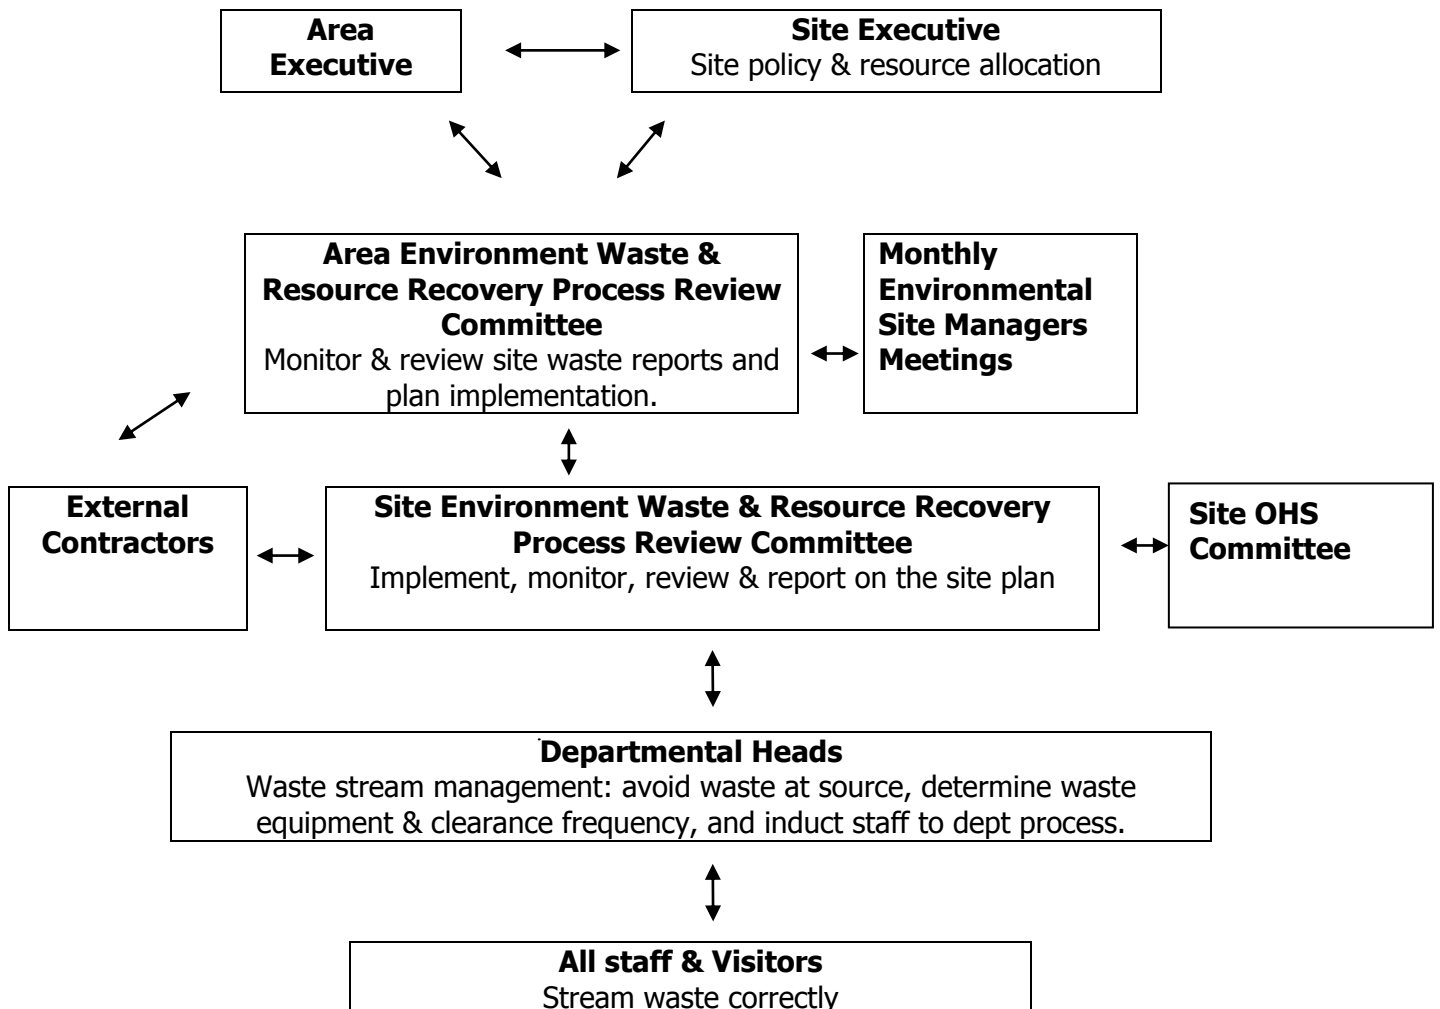 Area
Executive
Site Executive
Site policy & resource allocation
Area Environment Waste &
Resource Recovery Process Review
Committee
Monitor & review site waste reports and
plan implementation.
Monthly
Environmental
Site Managers
Meetings
External
Contractors
Site Environment Waste & Resource Recovery
Process Review Committee
Implement, monitor, review & report on the site plan
Site OHS
Committee
Departmental Heads
Waste stream management: avoid waste at source, determine waste
equipment & clearance frequency, and induct staff to dept process.
All staff & Visitors
Stream waste correctly